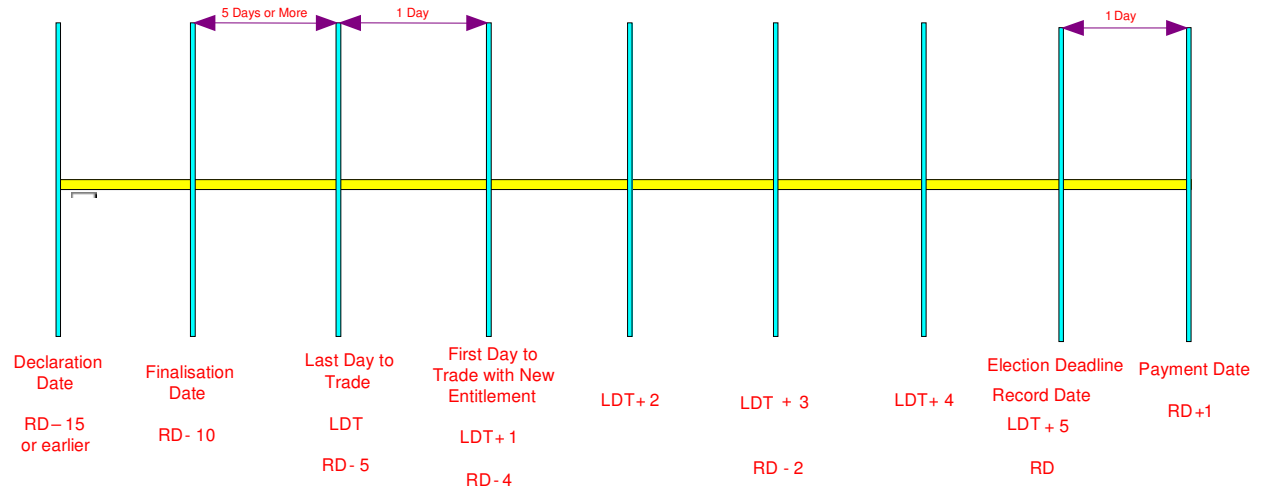 5 Days or More
1 Day
1 Day
Declaration
Date
RD– 15
or earlier
Finalisation
Date
RD- 10
Last Day to
Trade
LDT
RD- 5
First Day to
Trade with New
Entitlement
LDT+ 1
RD- 4
LDT+ 2
LDT + 3
RD - 2
LDT+ 4
Election Deadline
Record Date
LDT + 5
RD
Payment Date
RD+1